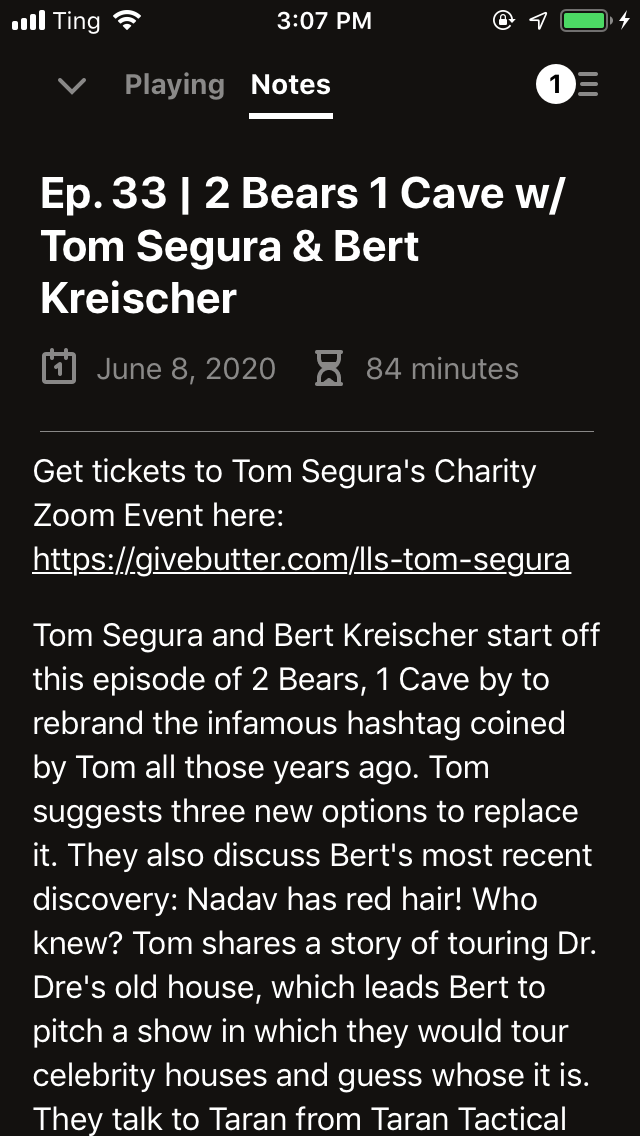 Ting 3:07 PM
Playing Notes 1
Ep. 33 | 2 Bears 1 Cave w/
Tom Segura & Bert
Kreischer
1 June 8, 2020 84 minutes
Get tickets to Tom Segura's Charity
Zoom Event here:
https://givebutter.com/lls-tom-segura
Tom Segura and Bert Kreischer start off
this episode of 2 Bears, 1 Cave by to
rebrand the infamous hashtag coined
by Tom all those years ago. Tom
suggests three new options to replace
it. They also discuss Bert's most recent
discovery: Nadav has red hair! Who
knew? Tom shares a story of touring Dr.
Dre's old house, which leads Bert to
pitch a show in which they would tour
celebrity houses and guess whose it is.
They talk to Taran from Taran Tactical